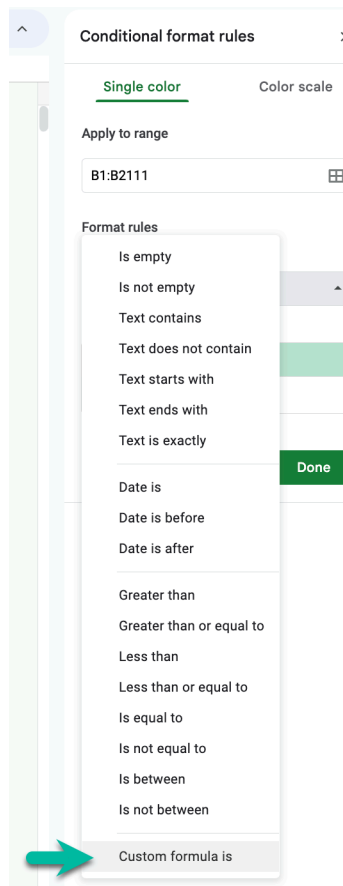 Conditional format rules
Single color
Color scale
Apply to range
B1:B2111
Format rules
Is empty
Is not empty
Text contains
Text does not contain
Text starts with
Text ends with
Text is exactly
Date is
Date is before
Date is after
Done
Greater than
Greater than or equal to
Less than
Less than or equal to
Is equal to
Is not equal to
Is between
Is not between
Custom formula is